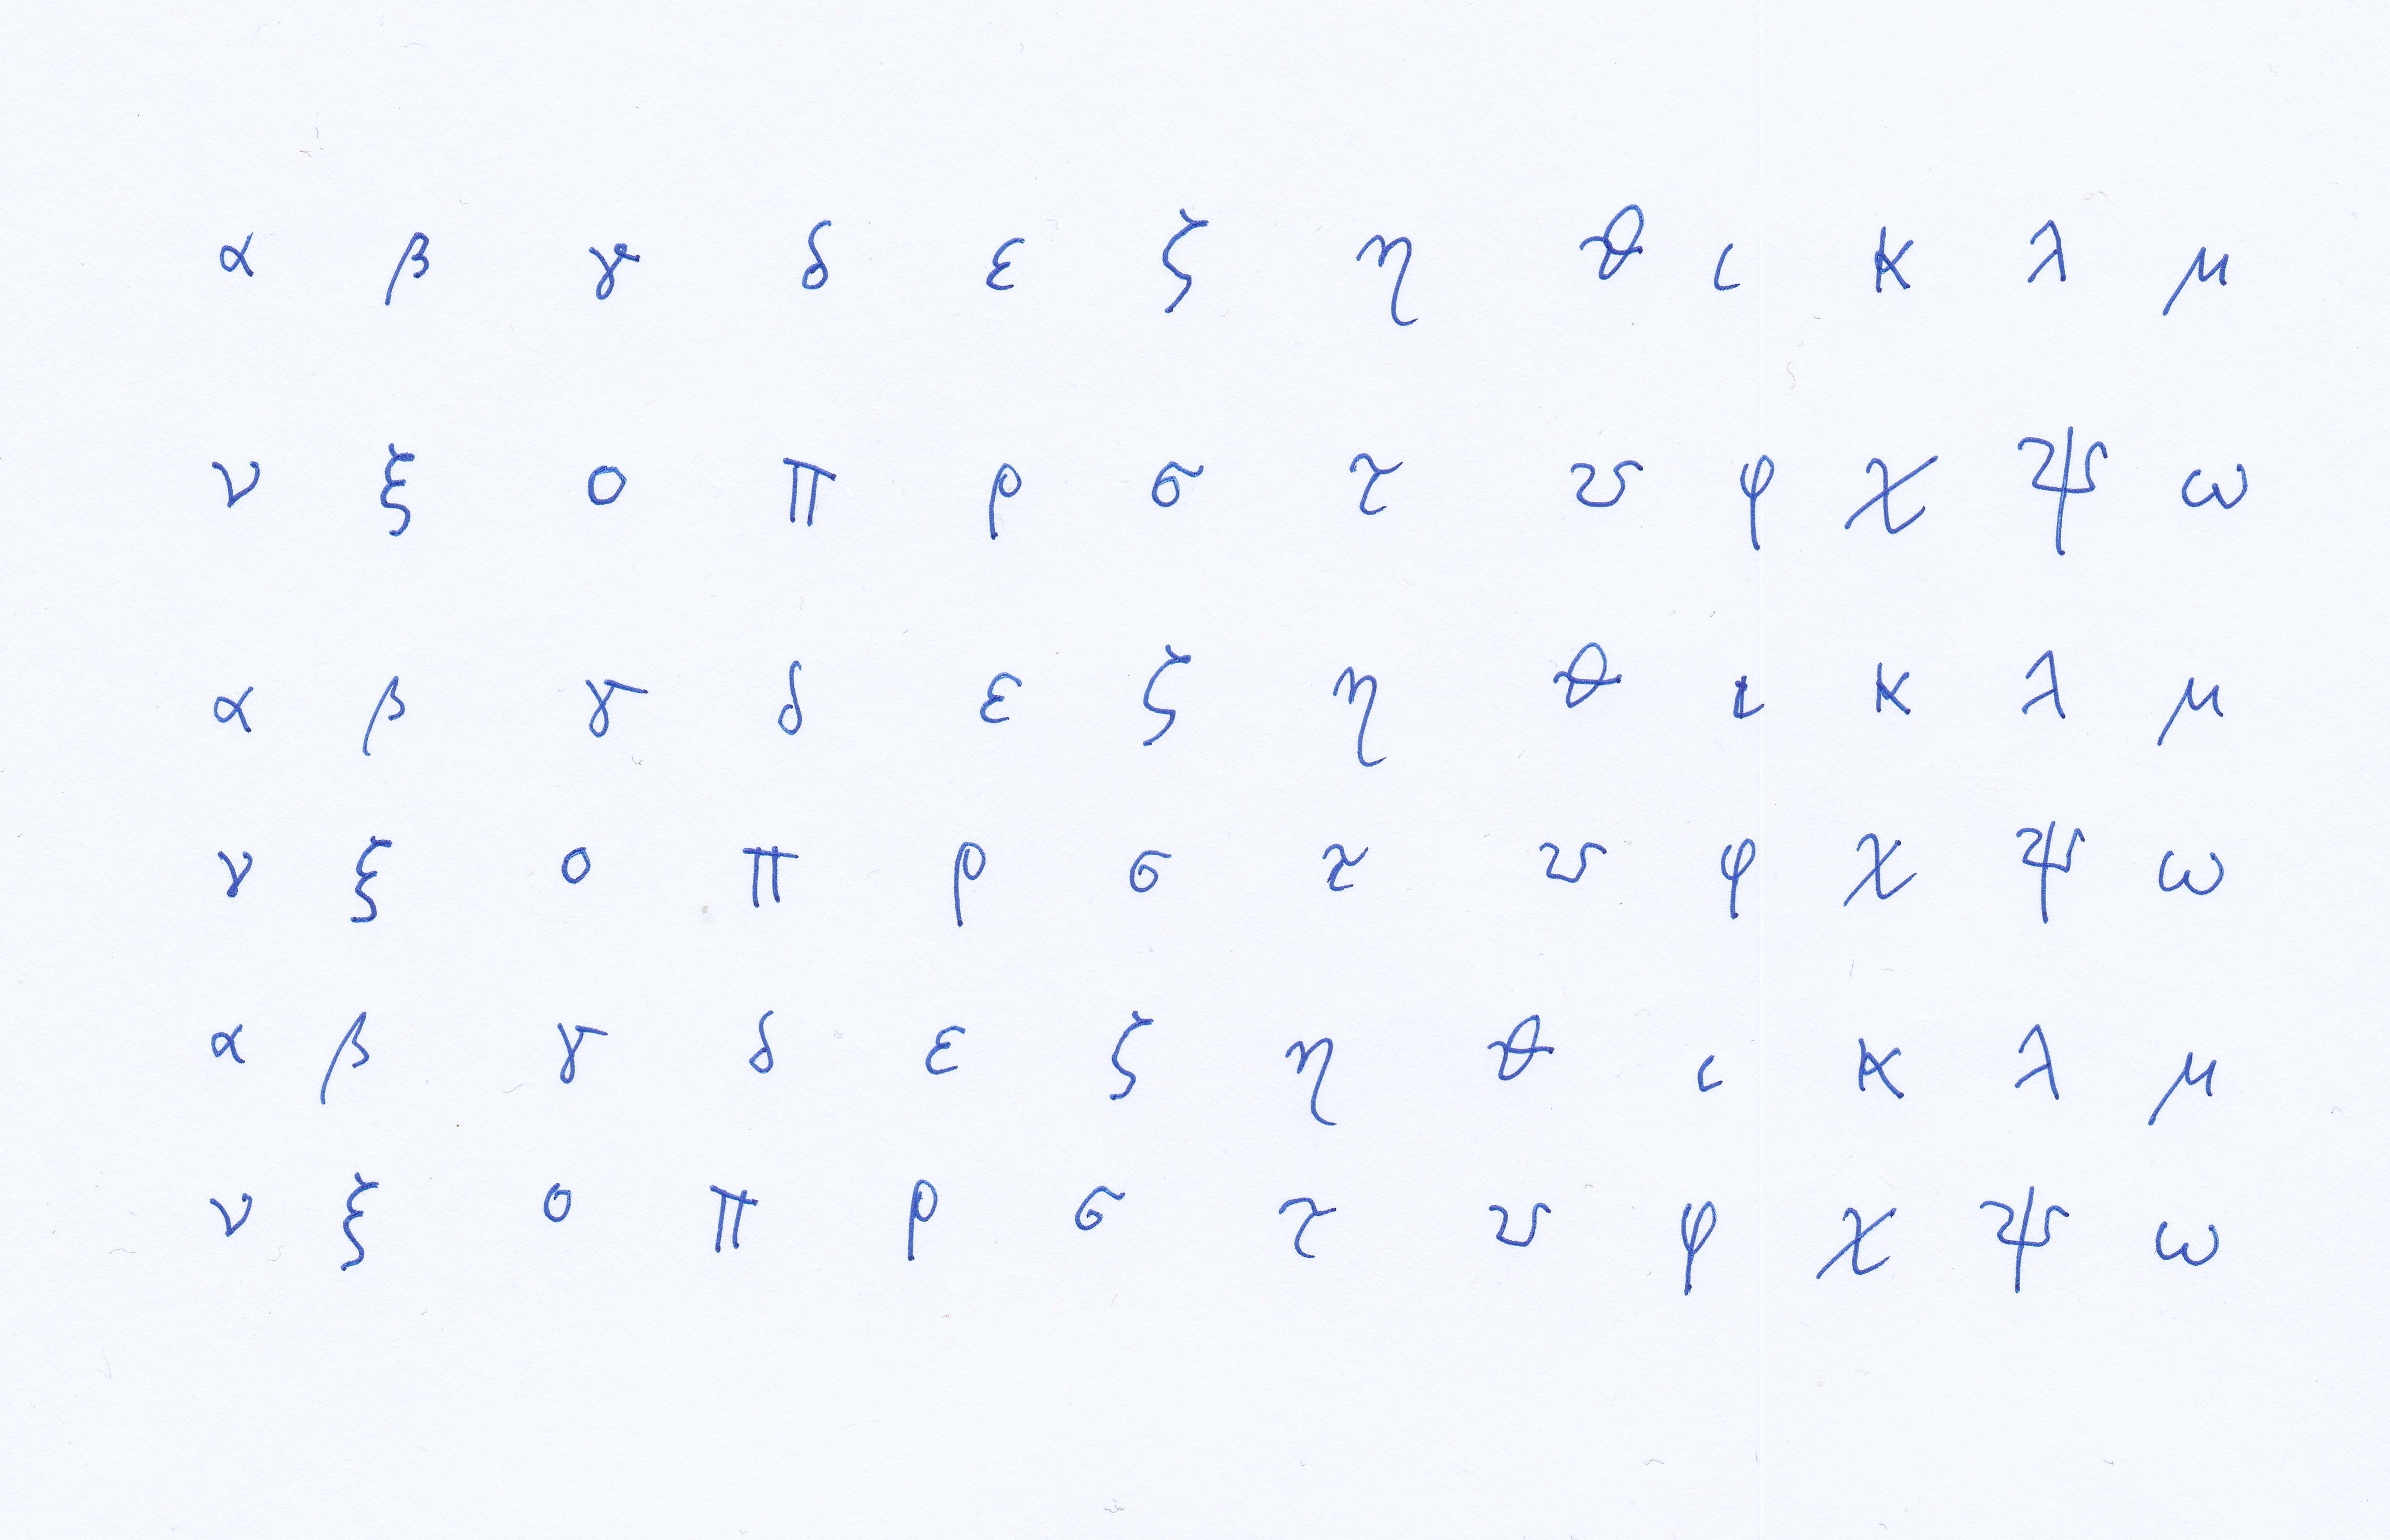 α β γ δ ε ζ η ϑ ι κ λ μ
ν ξ ο π ρ σ τ υ φ χ ψ ω
α β γ δ ε ζ η ϑ ι κ λ μ
ν ξ ο π ρ σ τ υ φ χ ψ ω
α β γ δ ε ζ η ϑ ι κ λ μ
ν ξ ο π ρ σ τ υ φ χ ψ ω